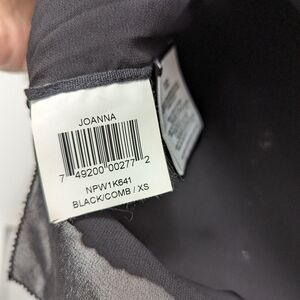 JOANNA
7 49200 00277 2
NPW1K641
BLACK/COMB / XS